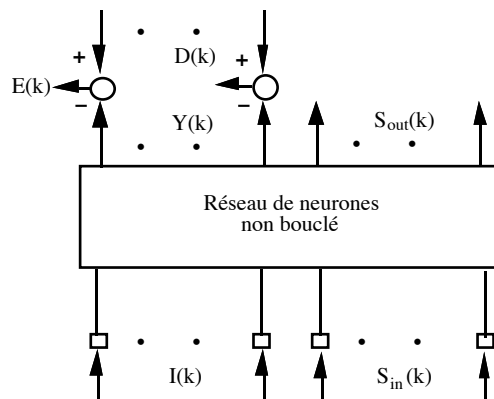 + D(k) +
E(k)
− −
Y(k) S_out(k)
Réseau de neurones
non bouclé
I(k) S_in(k)